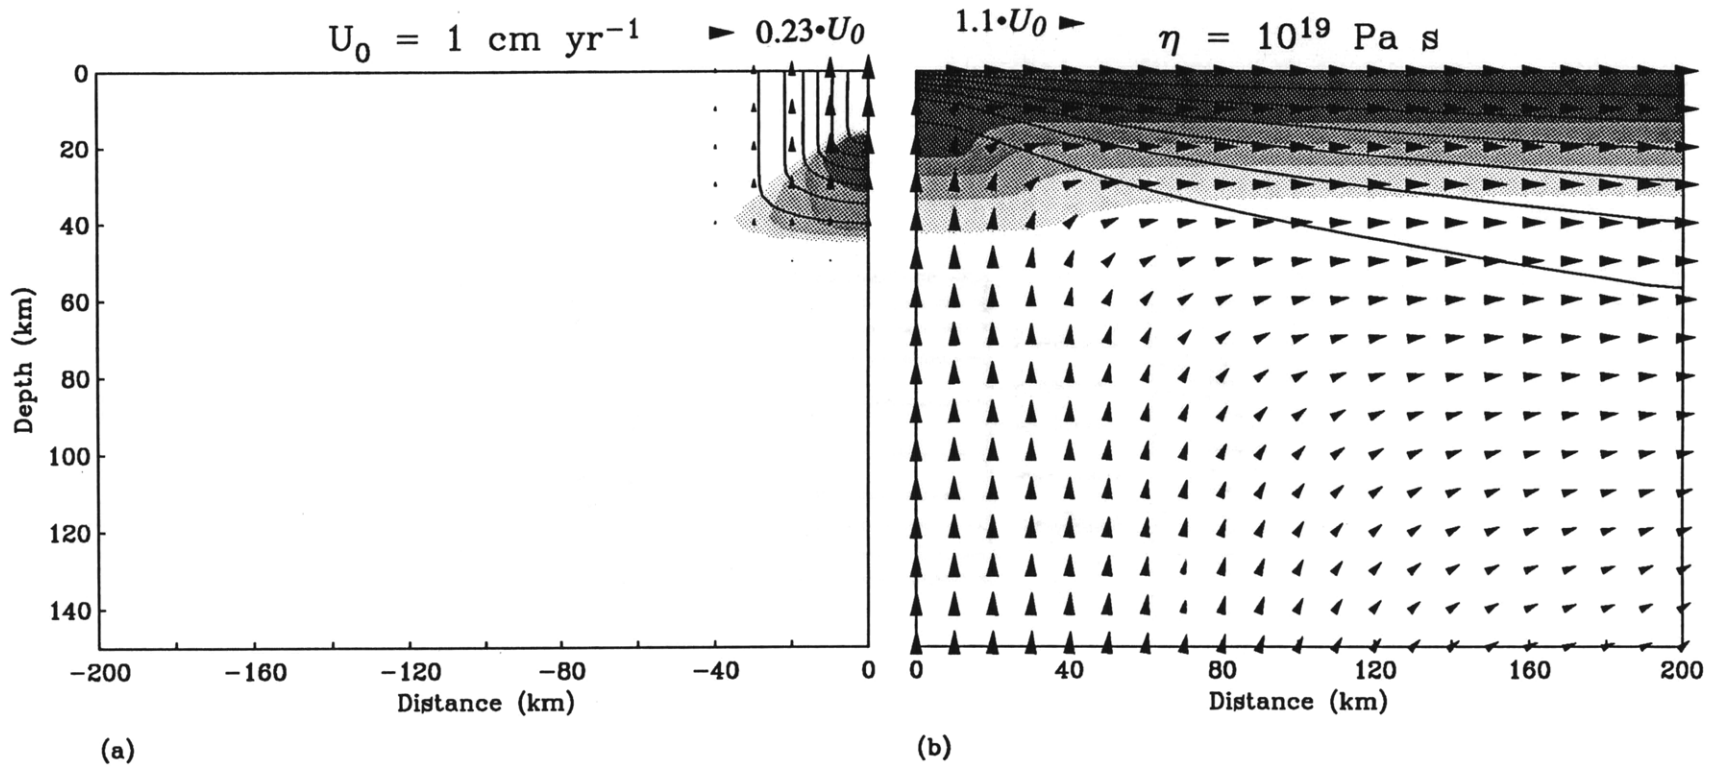 U₀ = 1 cm yr⁻¹ 0.23•U₀ 1.1•U₀ η = 10¹⁹ Pa s
0
20
40
60
80
100
120
140
Depth (km)
-200 -160 -120 -80 -40 0 0 40 80 120 160 200
Distance (km) Distance (km)
(a) (b)